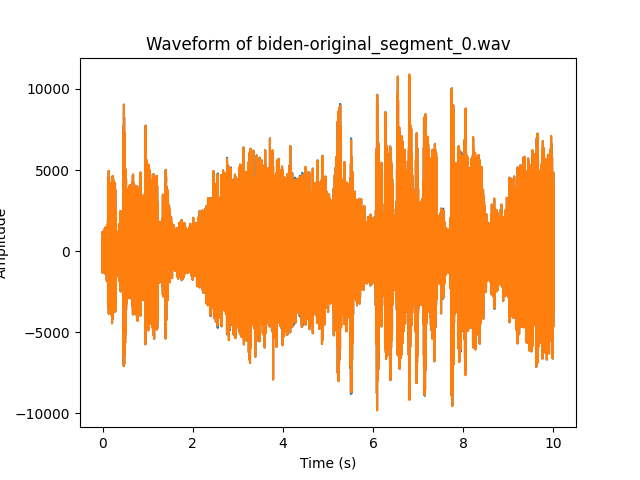 Waveform of biden-original_segment_0.wav
10000
5000
0
−5000
−10000
Amplitude
0 2 4 6 8 10
Time (s)